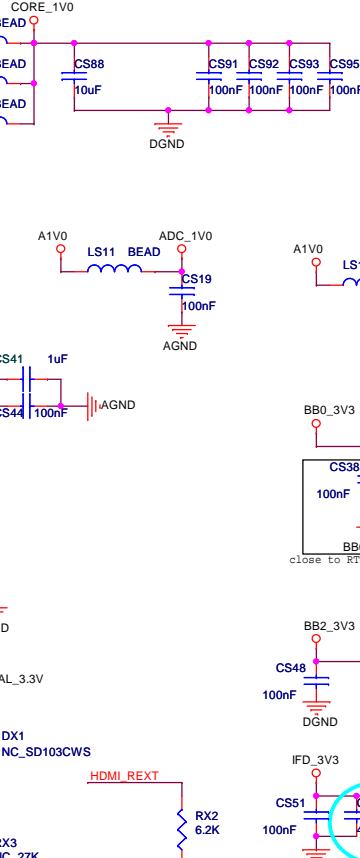 CORE_1V0
BEAD
BEAD
BEAD
CS88
10uF
CS91
100nF
CS92
100nF
CS93
100nF
CS95
100nF
DGND
A1V0
LS11
BEAD
ADC_1V0
CS19
100nF
AGND
A1V0
CS41
1uF
CS44
100nF
AGND
BB0_3V3
CS38
100nF
close to RT
BB2_3V3
CS48
100nF
DGND
AL_3.3V
DX1
NC_SD103CWS
HDMI_REXT
RX2
6.2K
IFD_3V3
CS51
100nF
RX3
NC_27K